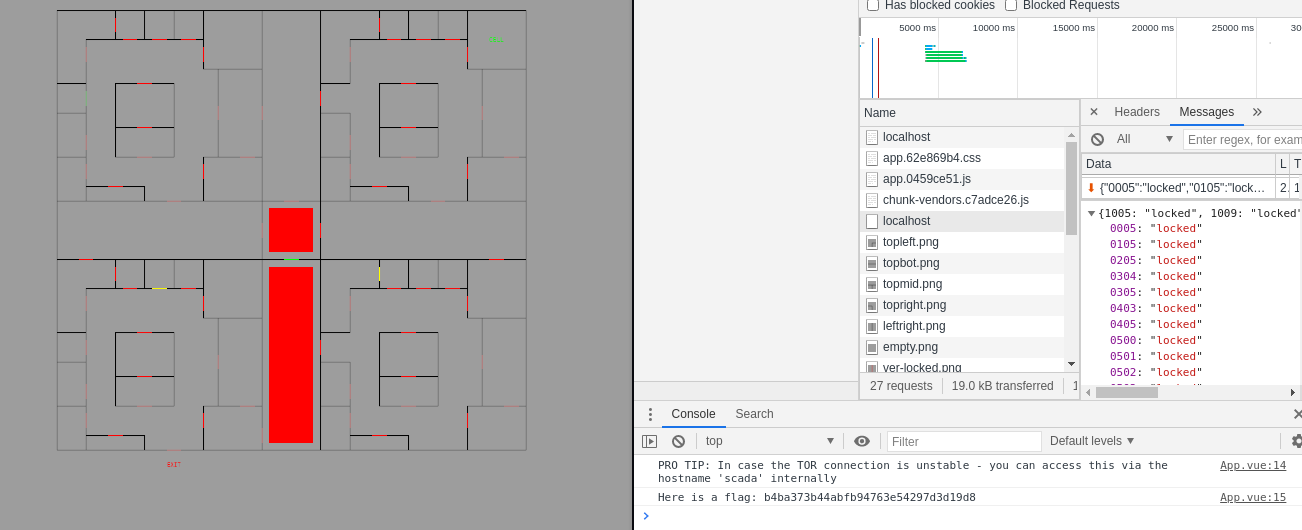 EXIT
Has blocked cookies Blocked Requests
5000 ms 10000 ms 15000 ms 20000 ms 25000 ms 30
Name
localhost
app.62e869b4.css
app.0459ce51.js
chunk-vendors.c7adce26.js
localhost
topleft.png
topbot.png
topmid.png
topright.png
leftright.png
empty.png
ver-locked.png
27 requests 19.0 kB transferred 1
× Headers Messages »
All Enter regex, for exam
Data L T
{"0005":"locked","0105":"lock… 2. 1
{1005: "locked", 1009: "locked"
0005: "locked"
0105: "locked"
0205: "locked"
0304: "locked"
0305: "locked"
0403: "locked"
0405: "locked"
0500: "locked"
0501: "locked"
0502: "locked"
Console Search
top Filter Default levels
PRO TIP: In case the TOR connection is unstable - you can access this via the App.vue:14
hostname 'scada' internally
Here is a flag: b4ba373b44abfb94763e54297d3d19d8 App.vue:15